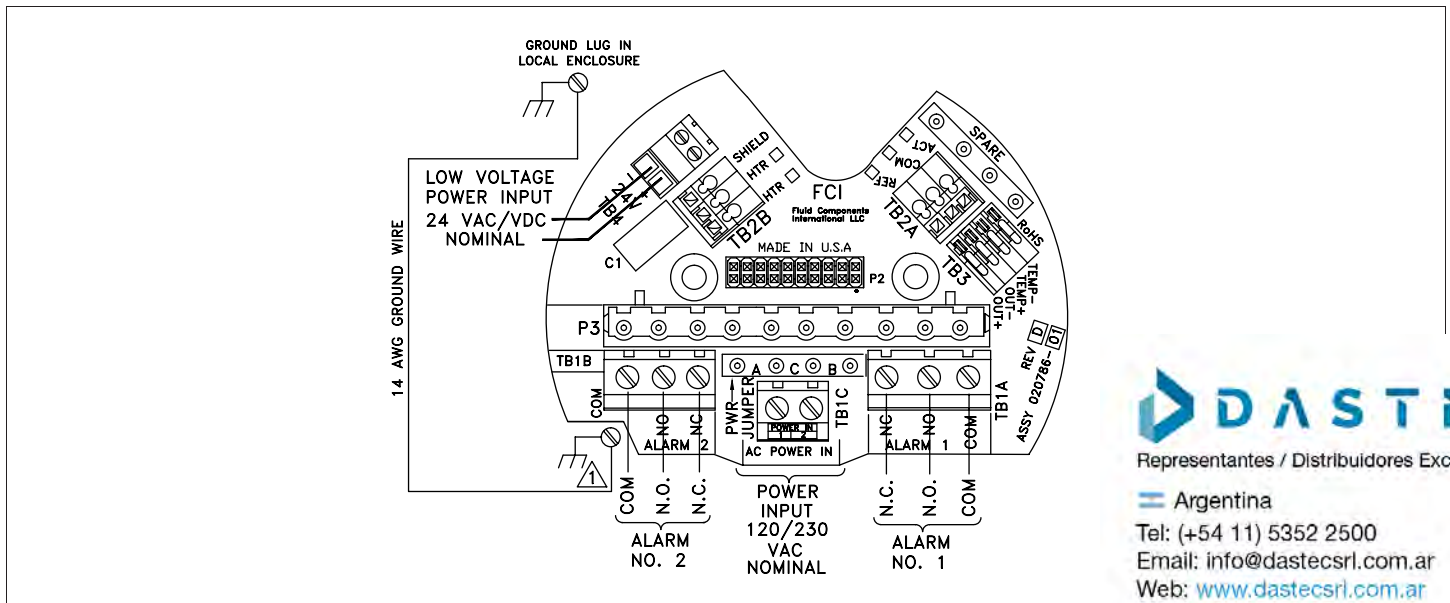 GROUND LUG IN
LOCAL ENCLOSURE
14 AWG GROUND WIRE
LOW VOLTAGE
POWER INPUT
24 VAC/VDC
NOMINAL
24V
TB4
C1
SHIELD
HTR
HTR
TB2B
FCI
Fluid Components
International LLC
MADE IN U.S.A
P2
REF
COM
ACT
SPARE
TB2A
RoHS
TB3
TEMP-
TEMP+
OUT-
OUT+
REV D
ASSY 020786-01
P3
TB1B
COM
NO
NC
ALARM 2
A C B
PWR
JUMPER
POWER IN
1 2
AC POWER IN
TB1C
NC
NO
COM
ALARM 1
TB1A
1
COM
N.O.
N.C.
ALARM
NO. 2
POWER
INPUT
120/230
VAC
NOMINAL
N.C.
N.O.
COM
ALARM
NO. 1
DASTE
Representantes / Distribuidores Exc
Argentina
Tel: (+54 11) 5352 2500
Email: info@dastecsrl.com.ar
Web: www.dastecsrl.com.ar